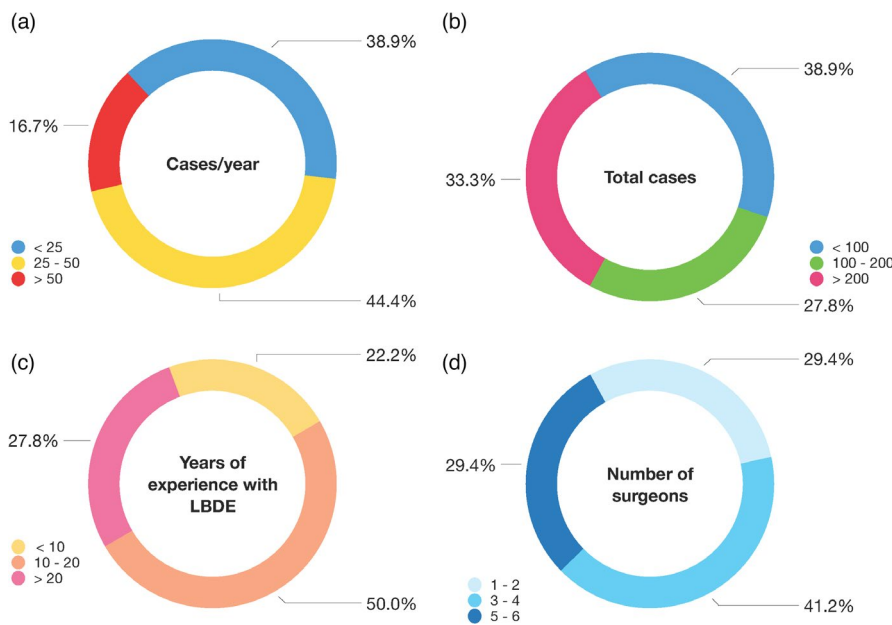 (a)
38.9%
16.7%
Cases/year
< 25
25 - 50
> 50
44.4%
(b)
38.9%
33.3%
Total cases
< 100
100 - 200
> 200
27.8%
(c)
22.2%
27.8%
Years of
experience with
LBDE
< 10
10 - 20
> 20
50.0%
(d)
29.4%
29.4%
Number of
surgeons
1 - 2
3 - 4
5 - 6
41.2%